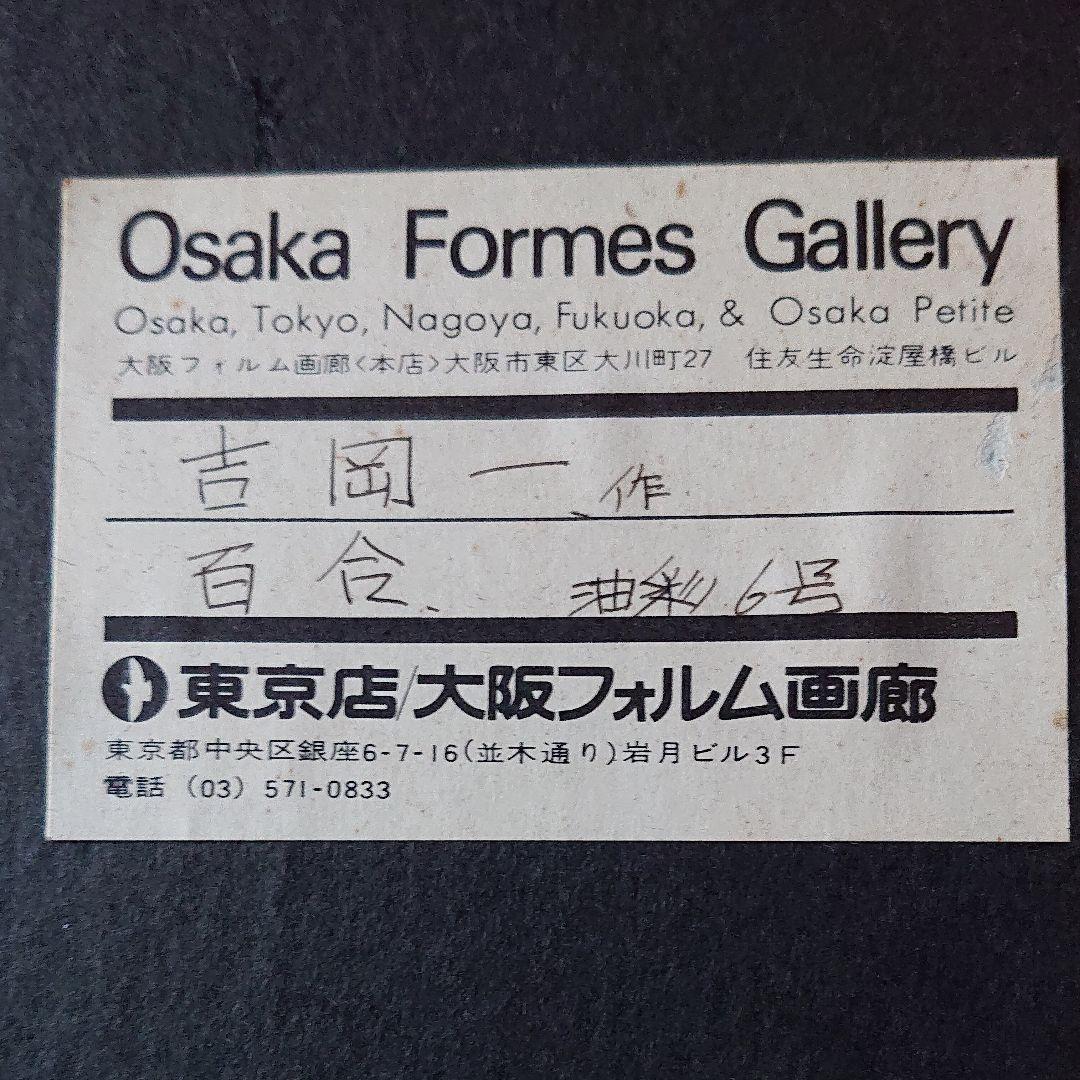 Osaka Formes Gallery
Osaka, Tokyo, Nagoya, Fukuoka, & Osaka Petite
大阪フォルム画廊〈本店〉大阪市東区大川町27 住友生命淀屋橋ビル
吉岡一、作
百合、 油彩 6号
東京店/大阪フォルム画廊
東京都中央区銀座6-7-16(並木通り)岩月ビル3F
電話 (03) 571-0833